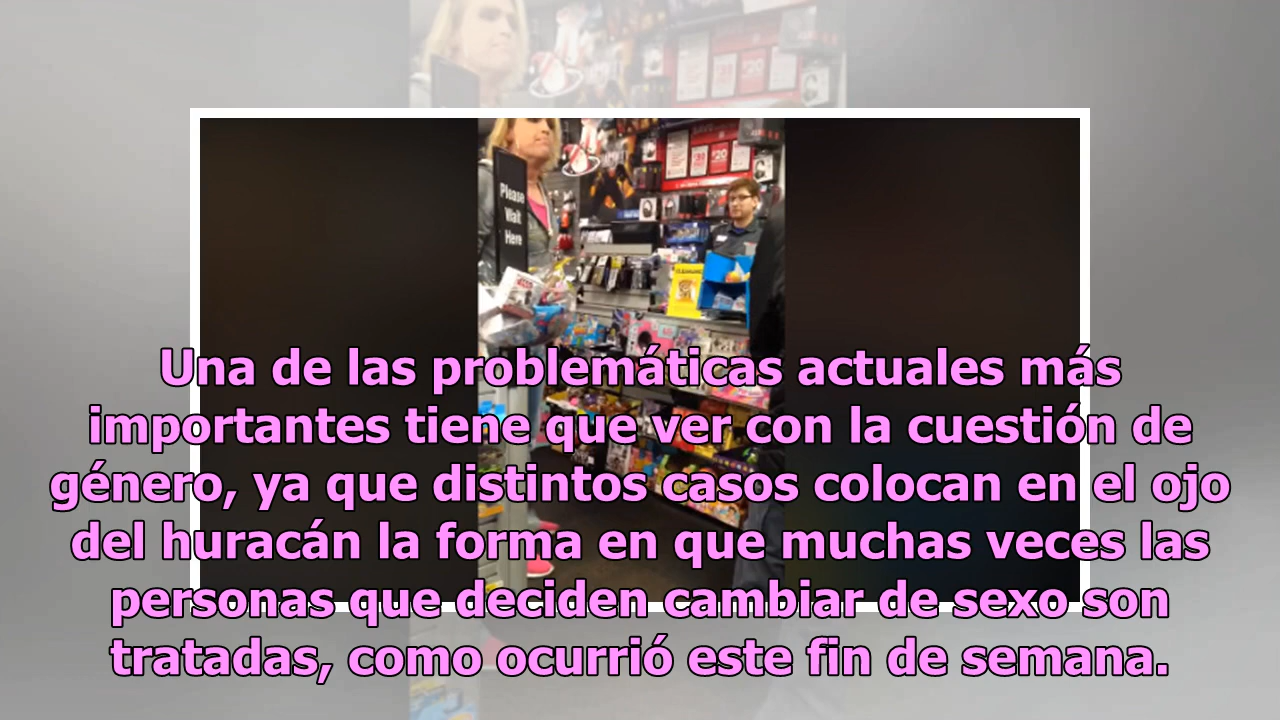 Please
Wait
Here
$20
Una de las problemáticas actuales más
importantes tiene que ver con la cuestión de
género, ya que distintos casos colocan en el ojo
del huracán la forma en que muchas veces las
personas que deciden cambiar de sexo son
tratadas, como ocurrió este fin de semana.